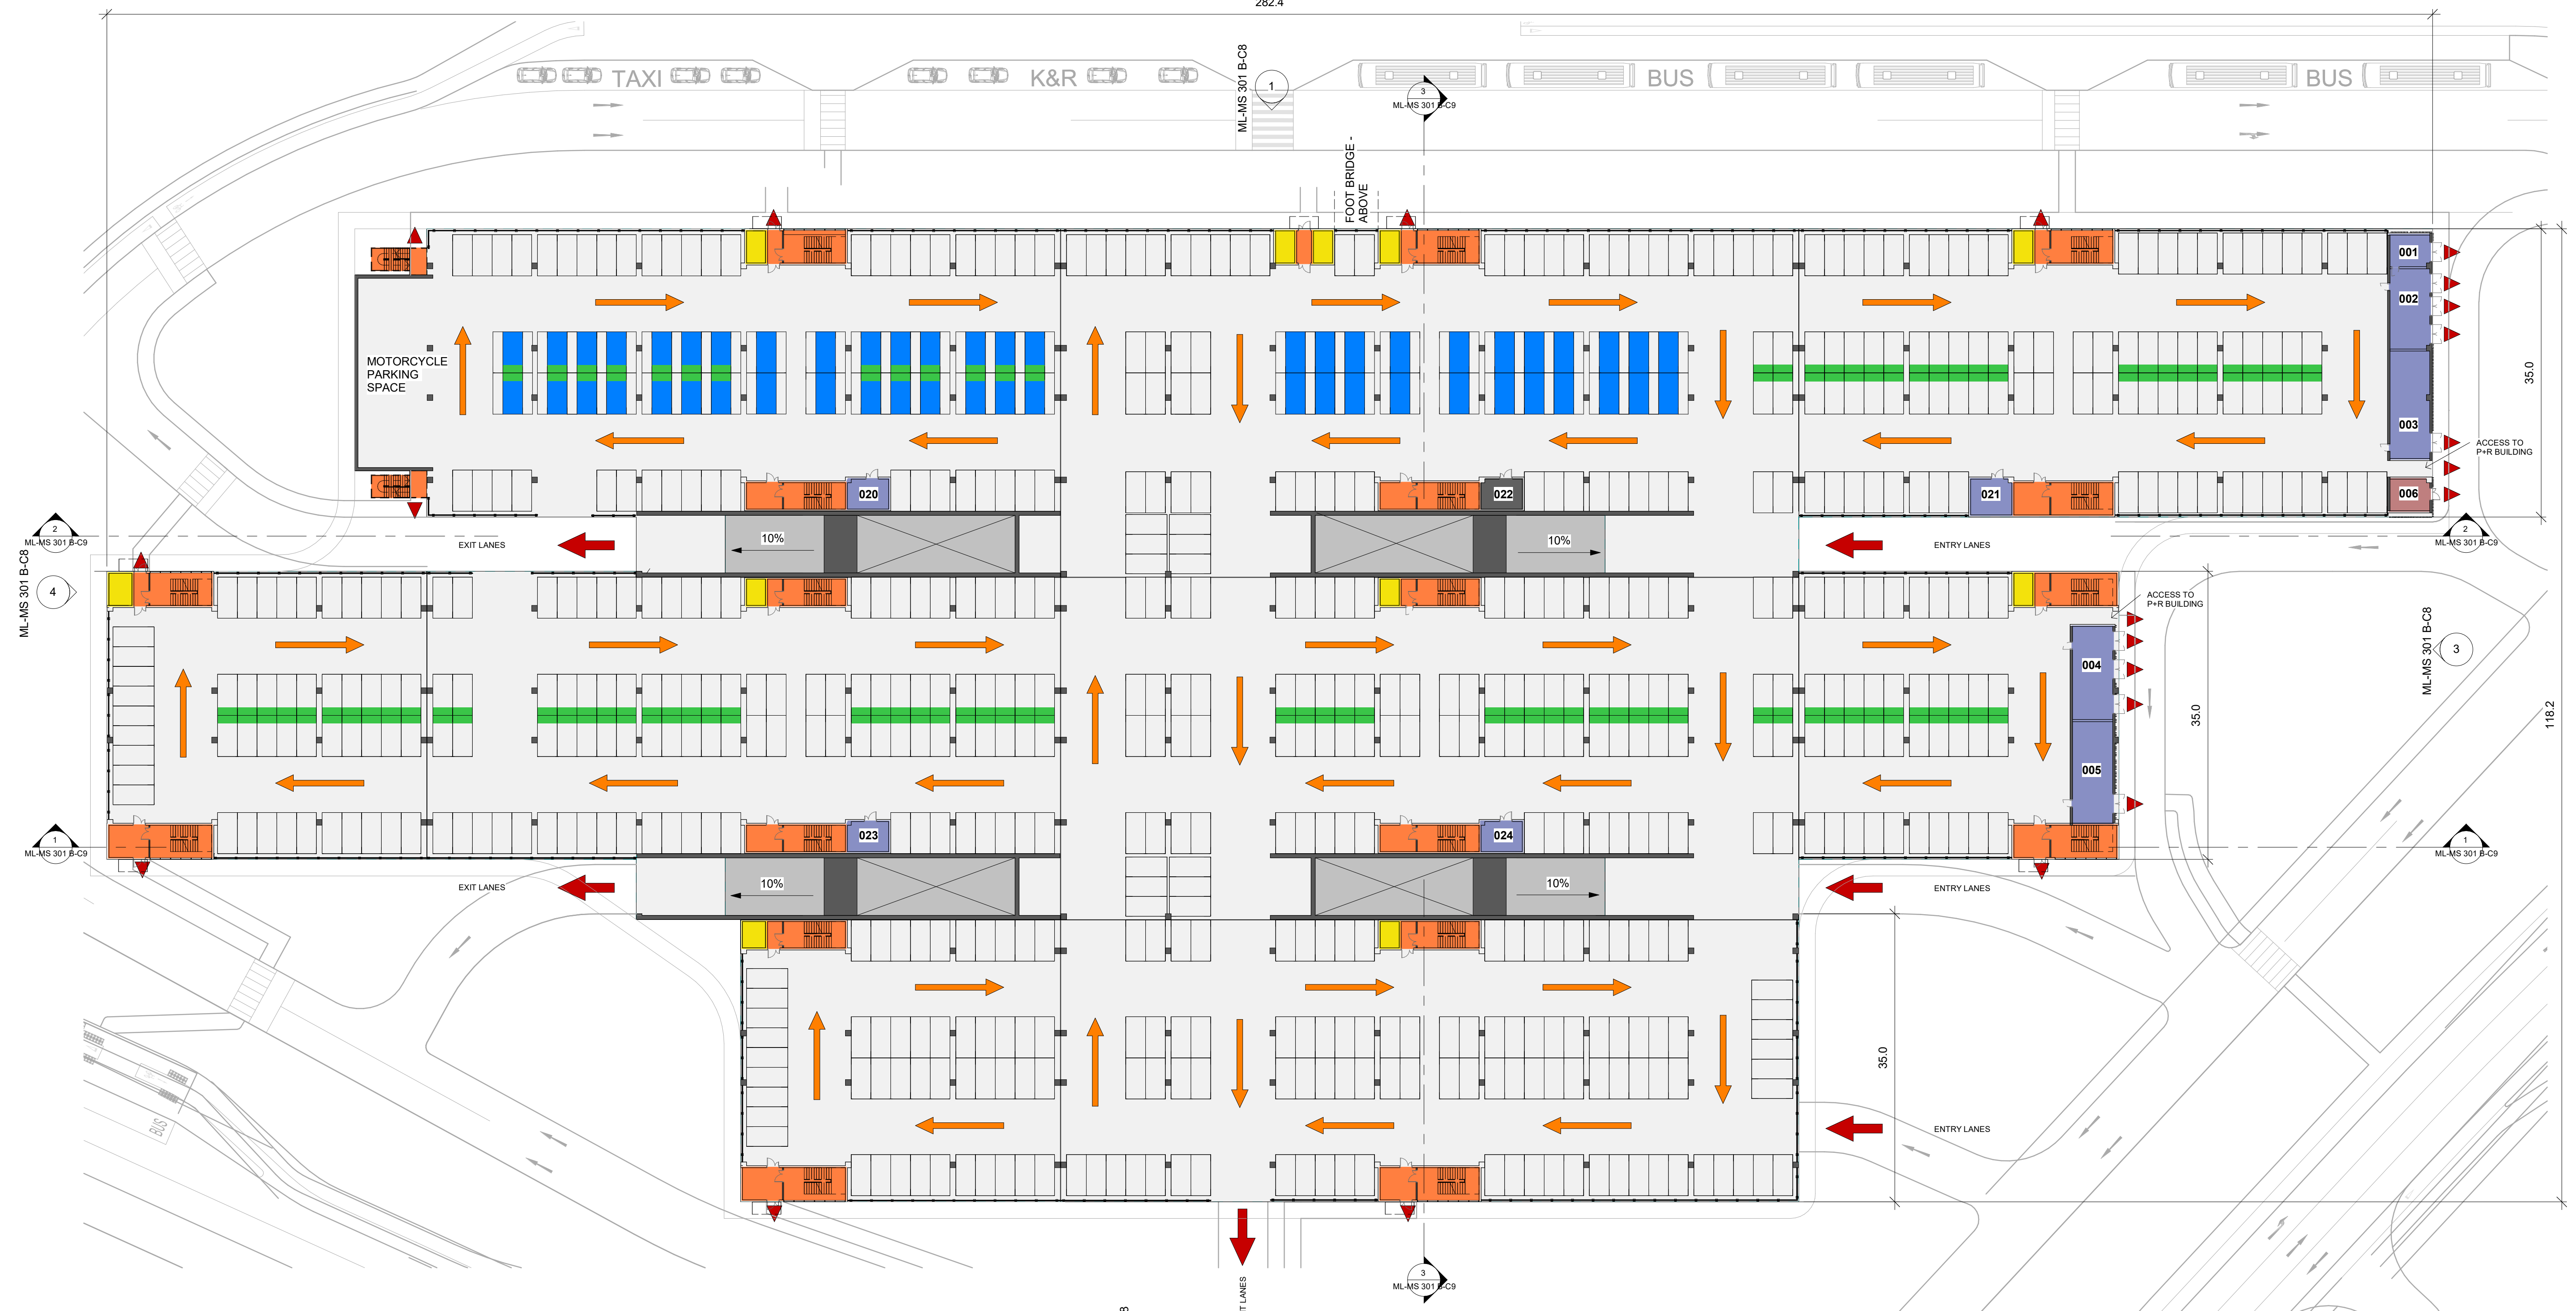 282.4
TAXI
K&R
BUS
BUS
ML-MS 301 B-C8
1
3
ML-MS 301 B-C9
FOOT BRIDGE -
ABOVE
001
002
003
MOTORCYCLE
PARKING
SPACE
35.0
ACCESS TO
P+R BUILDING
020
022
021
006
2
ML-MS 301 B-C9
EXIT LANES
10%
10%
ENTRY LANES
2
ML-MS 301 B-C9
ML-MS 301 B-C8
4
ACCESS TO
P+R BUILDING
004
ML-MS 301 B-C8
3
35.0
118.2
005
1
ML-MS 301 B-C9
023
024
1
ML-MS 301 B-C9
EXIT LANES
10%
10%
ENTRY LANES
35.0
BUS
ENTRY LANES
3
ML-MS 301 B-C9
LANES